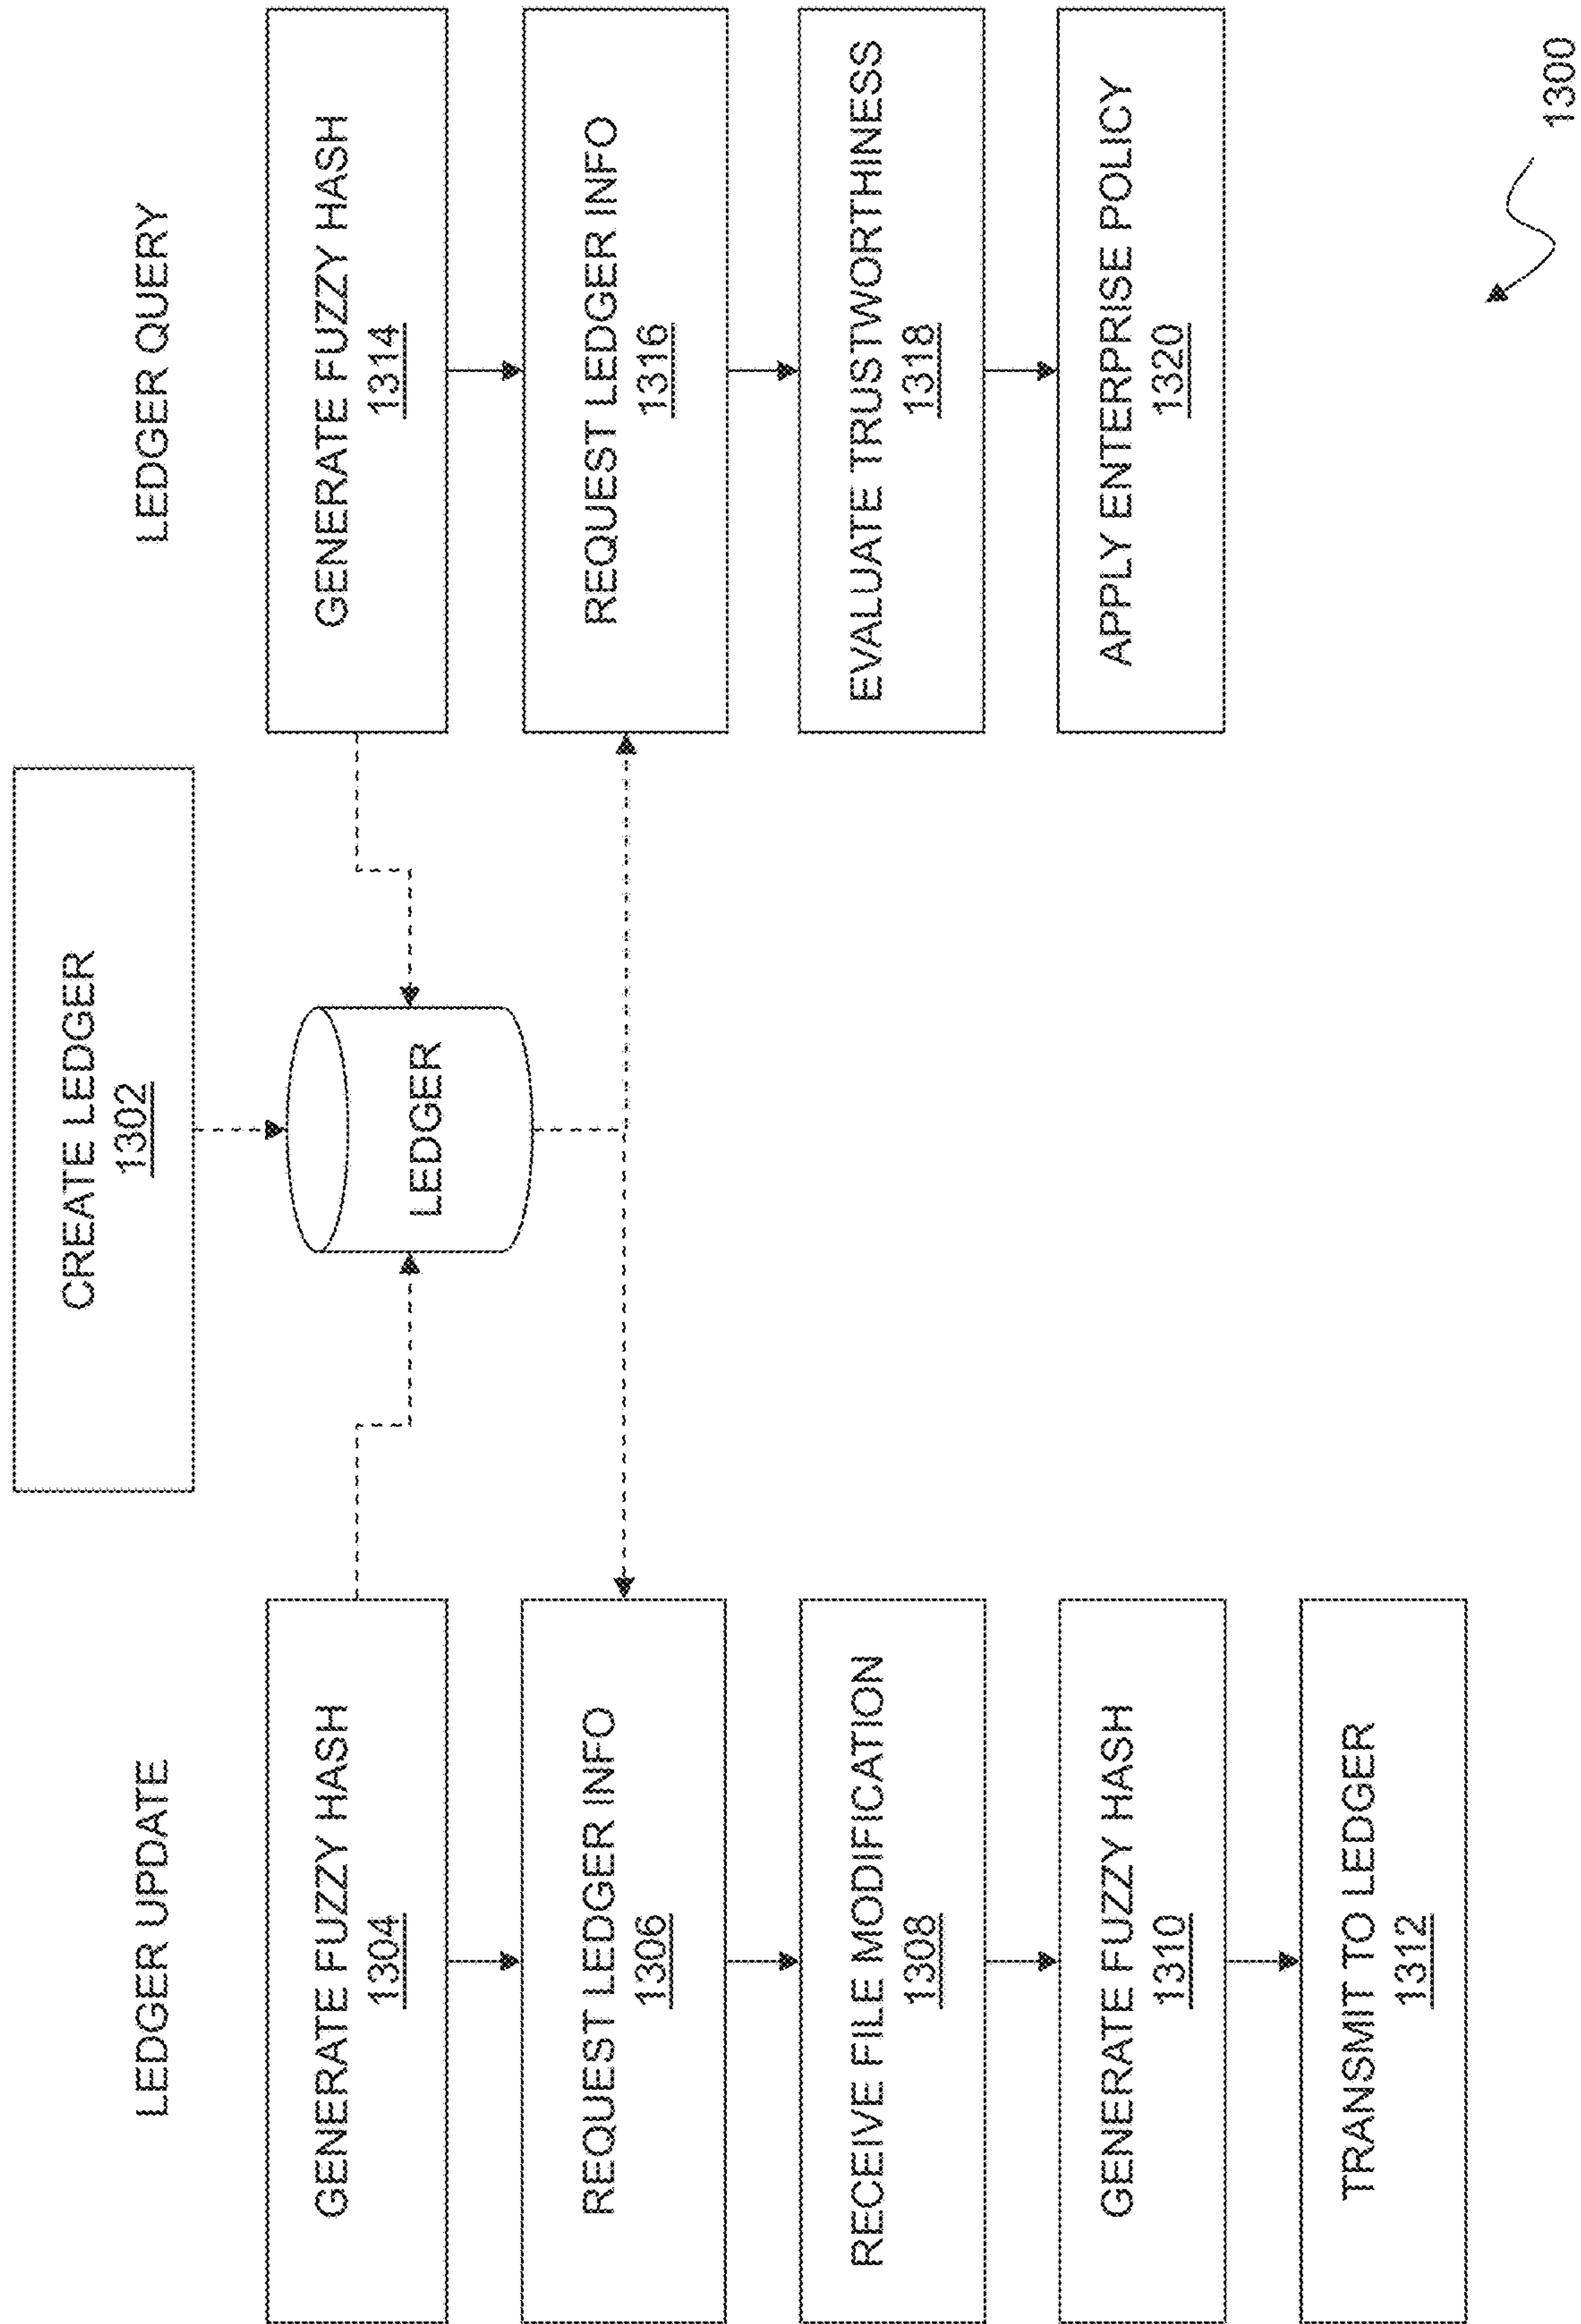 CREATE LEDGER
1302
LEDGER UPDATE
LEDGER QUERY
GENERATE FUZZY HASH
1304
LEDGER
GENERATE FUZZY HASH
1314
REQUEST LEDGER INFO
1306
REQUEST LEDGER INFO
1316
RECEIVE FILE MODIFICATION
1308
EVALUATE TRUSTWORTHINESS
1318
GENERATE FUZZY HASH
1310
APPLY ENTERPRISE POLICY
1320
TRANSMIT TO LEDGER
1312
1300